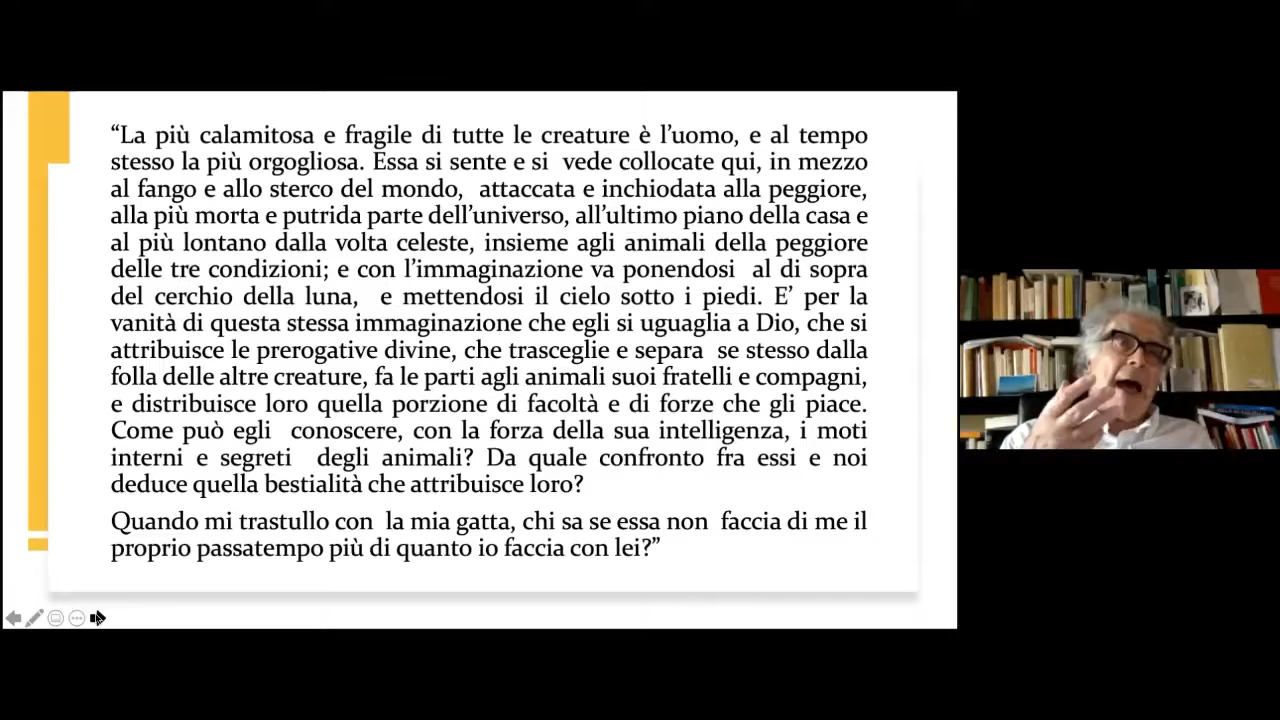 “La più calamitosa e fragile di tutte le creature è l’uomo, e al tempo
stesso la più orgogliosa. Essa si sente e si vede collocate qui, in mezzo
al fango e allo sterco del mondo, attaccata e inchiodata alla peggiore,
alla più morta e putrida parte dell’universo, all’ultimo piano della casa e
al più lontano dalla volta celeste, insieme agli animali della peggiore
delle tre condizioni; e con l’immaginazione va ponendosi al di sopra
del cerchio della luna, e mettendosi il cielo sotto i piedi. E’ per la
vanità di questa stessa immaginazione che egli si uguaglia a Dio, che si
attribuisce le prerogative divine, che trasceglie e separa se stesso dalla
folla delle altre creature, fa le parti agli animali suoi fratelli e compagni,
e distribuisce loro quella porzione di facoltà e di forze che gli piace.
Come può egli conoscere, con la forza della sua intelligenza, i moti
interni e segreti degli animali? Da quale confronto fra essi e noi
deduce quella bestialità che attribuisce loro?
Quando mi trastullo con la mia gatta, chi sa se essa non faccia di me il
proprio passatempo più di quanto io faccia con lei?”